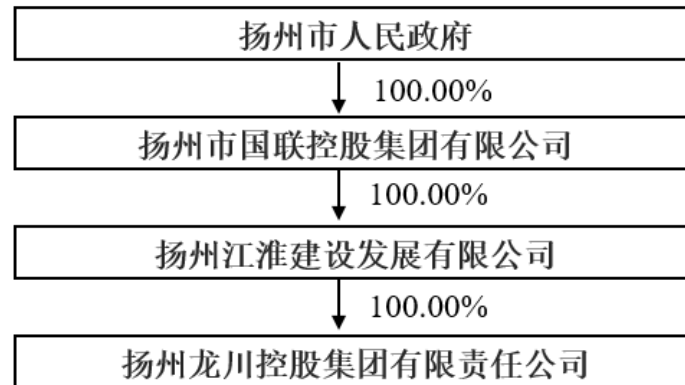 扬州市人民政府
100.00%
扬州市国联控股集团有限公司
100.00%
扬州江淮建设发展有限公司
100.00%
扬州龙川控股集团有限责任公司